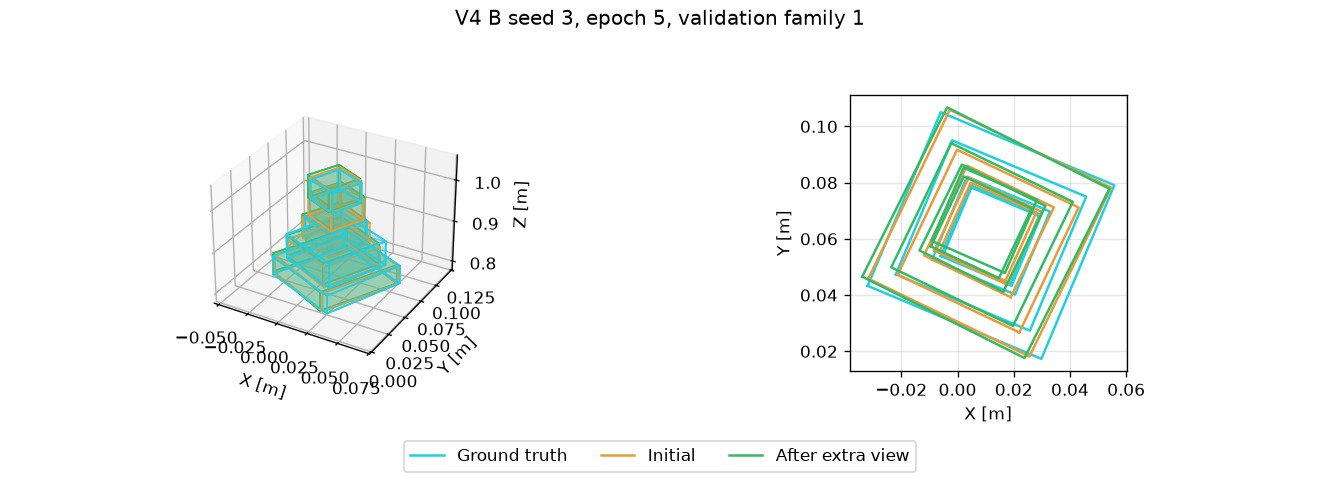 V4 B seed 3, epoch 5, validation family 1
1.0
0.9
0.8
Z [m]
0.125
0.100
0.075
0.050
0.025
0.000
Y [m]
−0.050
−0.025
0.000
0.025
0.050
0.075
X [m]
0.10
0.08
0.06
0.04
0.02
Y [m]
−0.02 0.00 0.02 0.04 0.06
X [m]
Ground truth Initial After extra view